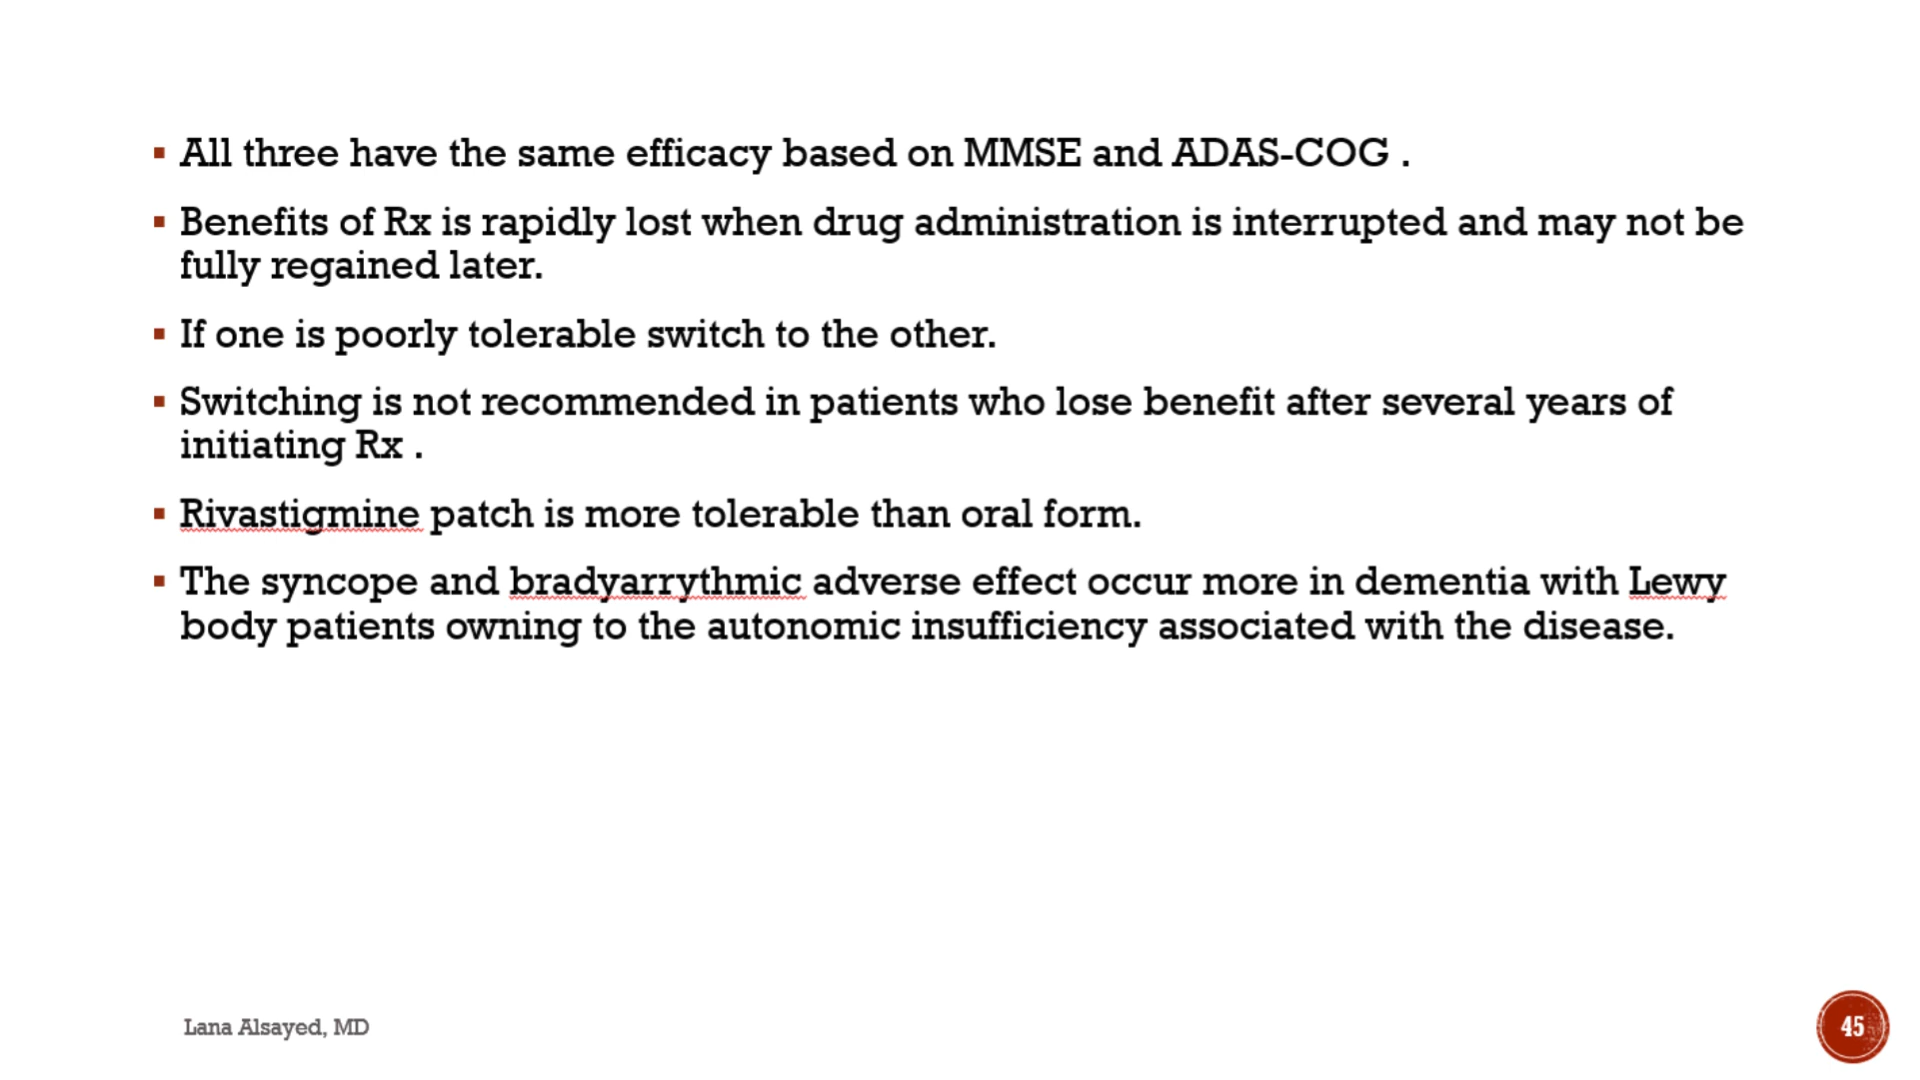 All three have the same efficacy based on MMSE and ADAS-COG .
Benefits of Rx is rapidly lost when drug administration is interrupted and may not be
fully regained later.
If one is poorly tolerable switch to the other.
Switching is not recommended in patients who lose benefit after several years of
initiating Rx .
Rivastigmine patch is more tolerable than oral form.
The syncope and bradyarrythmic adverse effect occur more in dementia with Lewy
body patients owning to the autonomic insufficiency associated with the disease.
Lana Alsayed, MD
45